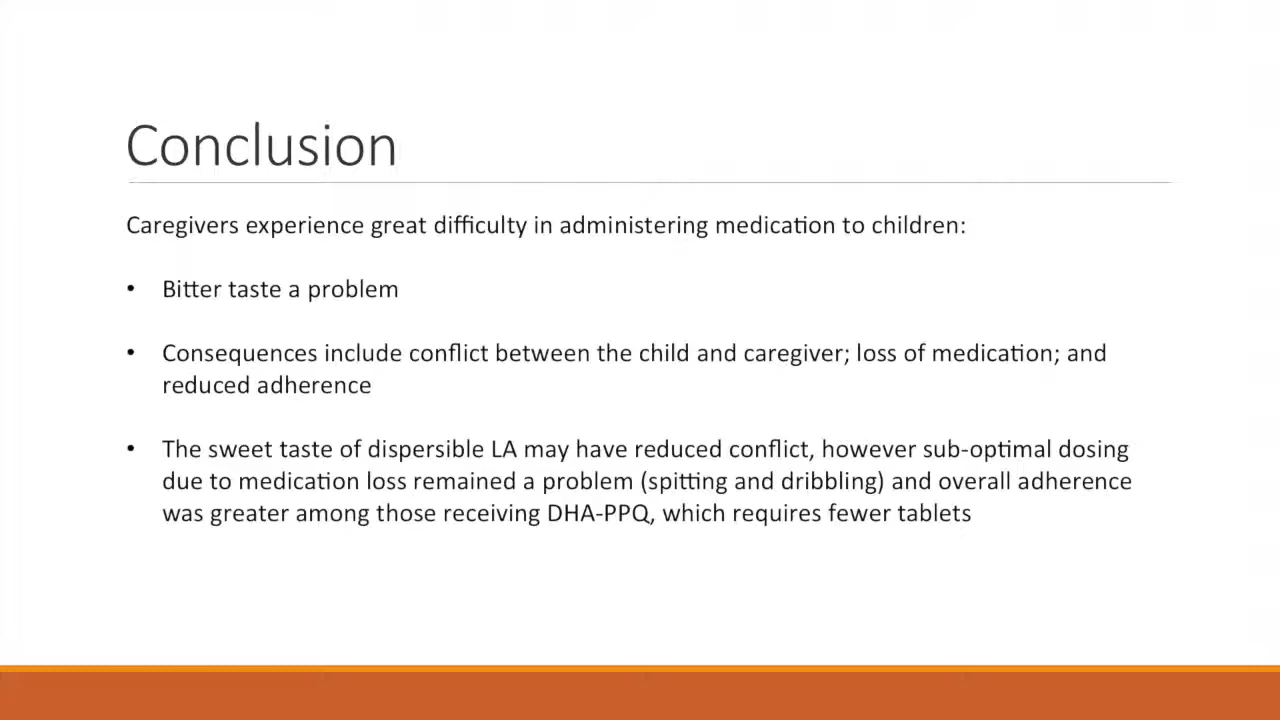 Conclusion
Caregivers experience great difficulty in administering medication to children:
• Bitter taste a problem
• Consequences include conflict between the child and caregiver; loss of medication; and
reduced adherence
• The sweet taste of dispersible LA may have reduced conflict, however sub-optimal dosing
due to medication loss remained a problem (spitting and dribbling) and overall adherence
was greater among those receiving DHA-PPQ, which requires fewer tablets